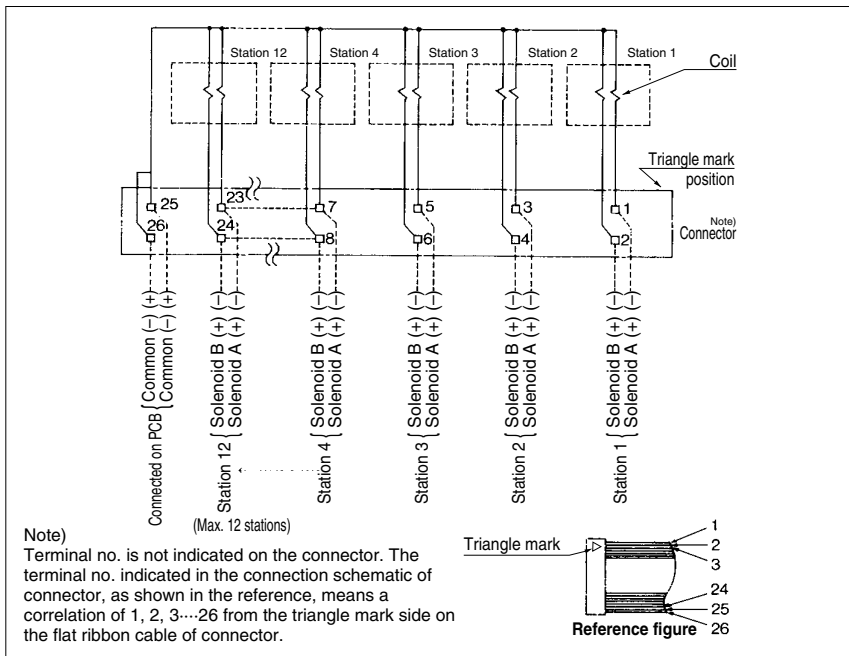 Station 12
Station 4
Station 3
Station 2
Station 1
Coil
Triangle mark
position
Note)
Connector
25
23
7
5
3
1
26
24
8
6
4
2
Connected on PCB { Common (−) (+)
Common (−) (+)
Station 12 { Solenoid B (+) (−)
Solenoid A (+) (−)
Station 4 { Solenoid B (+) (−)
Solenoid A (+) (−)
Station 3 { Solenoid B (+) (−)
Solenoid A (+) (−)
Station 2 { Solenoid B (+) (−)
Solenoid A (+) (−)
Station 1 { Solenoid B (+) (−)
Solenoid A (+) (−)
(Max. 12 stations)
Note)
Terminal no. is not indicated on the connector. The
terminal no. indicated in the connection schematic of
connector, as shown in the reference, means a
correlation of 1, 2, 3····26 from the triangle mark side on
the flat ribbon cable of connector.
Triangle mark
1
2
3
24
25
26
Reference figure